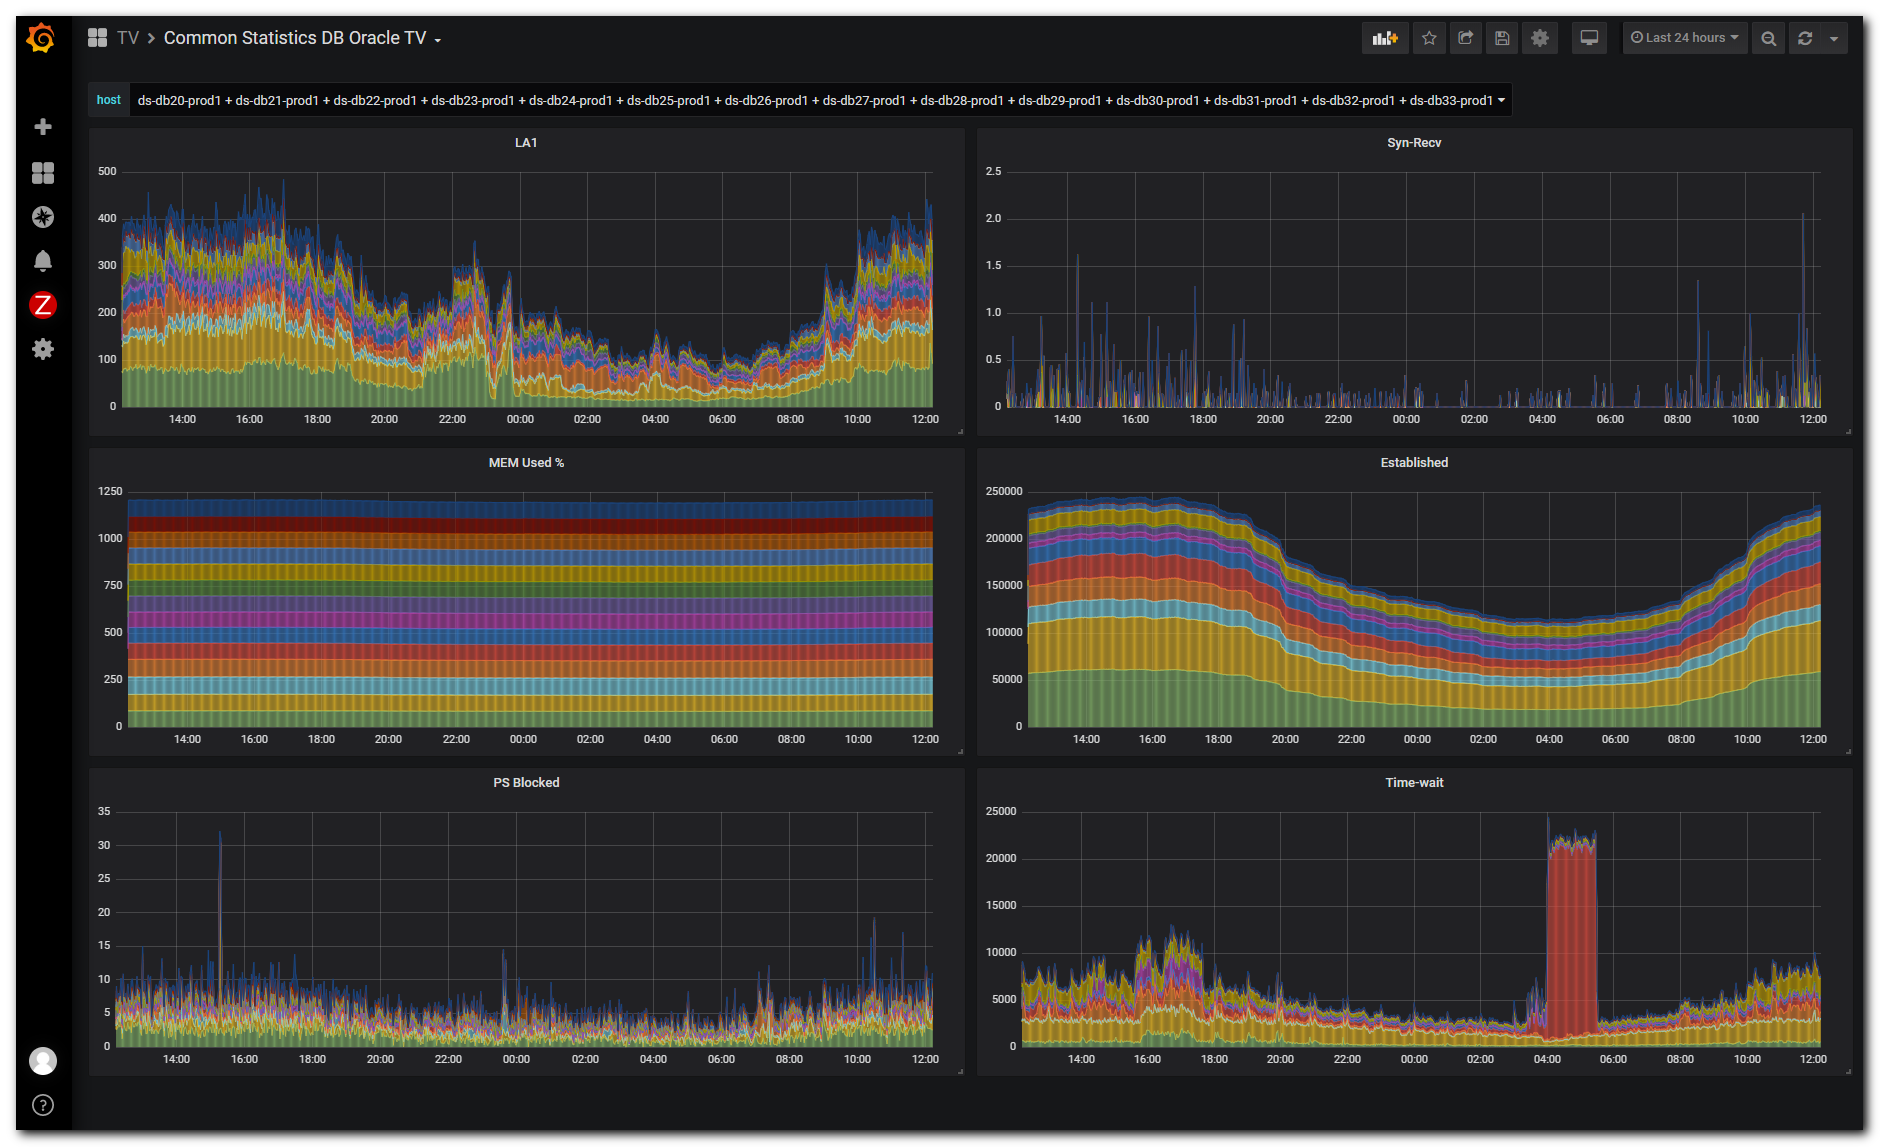 TV > Common Statistics DB Oracle TV
Last 24 hours
host ds-db20-prod1 + ds-db21-prod1 + ds-db22-prod1 + ds-db23-prod1 + ds-db24-prod1 + ds-db25-prod1 + ds-db26-prod1 + ds-db27-prod1 + ds-db28-prod1 + ds-db29-prod1 + ds-db30-prod1 + ds-db31-prod1 + ds-db32-prod1 + ds-db33-prod1
Z
?
LA1
500
400
300
200
100
0
14:00 16:00 18:00 20:00 22:00 00:00 02:00 04:00 06:00 08:00 10:00 12:00
Syn-Recv
2.5
2.0
1.5
1.0
0.5
0
14:00 16:00 18:00 20:00 22:00 00:00 02:00 04:00 06:00 08:00 10:00 12:00
MEM Used %
1250
1000
750
500
250
0
14:00 16:00 18:00 20:00 22:00 00:00 02:00 04:00 06:00 08:00 10:00 12:00
Established
250000
200000
150000
100000
50000
0
14:00 16:00 18:00 20:00 22:00 00:00 02:00 04:00 06:00 08:00 10:00 12:00
PS Blocked
35
30
25
20
15
10
5
0
14:00 16:00 18:00 20:00 22:00 00:00 02:00 04:00 06:00 08:00 10:00 12:00
Time-wait
25000
20000
15000
10000
5000
0
14:00 16:00 18:00 20:00 22:00 00:00 02:00 04:00 06:00 08:00 10:00 12:00